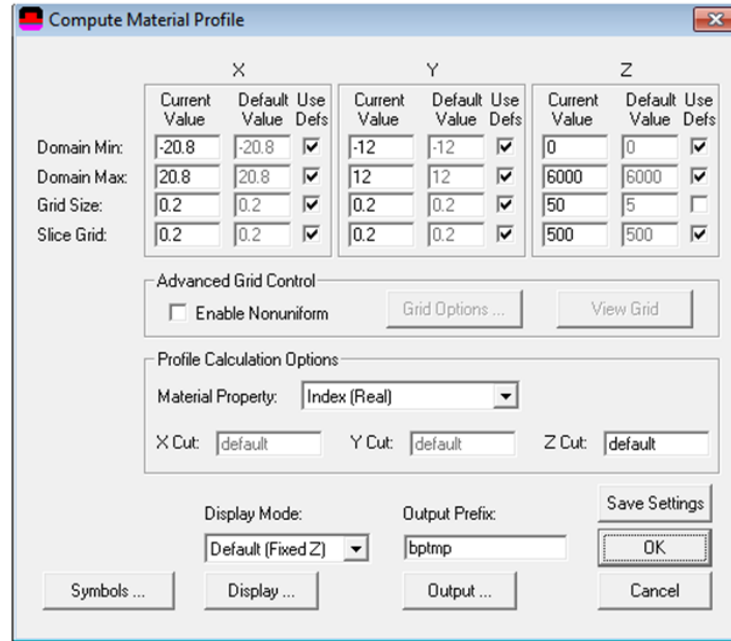 Compute Material Profile
X Y Z
Current Default Use Current Default Use Current Default Use
Value Value Defs Value Value Defs Value Value Defs
Domain Min: -20.8 -20.8 -12 -12 0 0
Domain Max: 20.8 20.8 12 12 6000 6000
Grid Size: 0.2 0.2 0.2 0.2 50 5
Slice Grid: 0.2 0.2 0.2 0.2 500 500
Advanced Grid Control
Enable Nonuniform Grid Options ... View Grid
Profile Calculation Options
Material Property: Index (Real)
X Cut: default Y Cut: default Z Cut: default
Save Settings
Display Mode: Output Prefix:
Default (Fixed Z) bptmp OK
Symbols ... Display ... Output ... Cancel